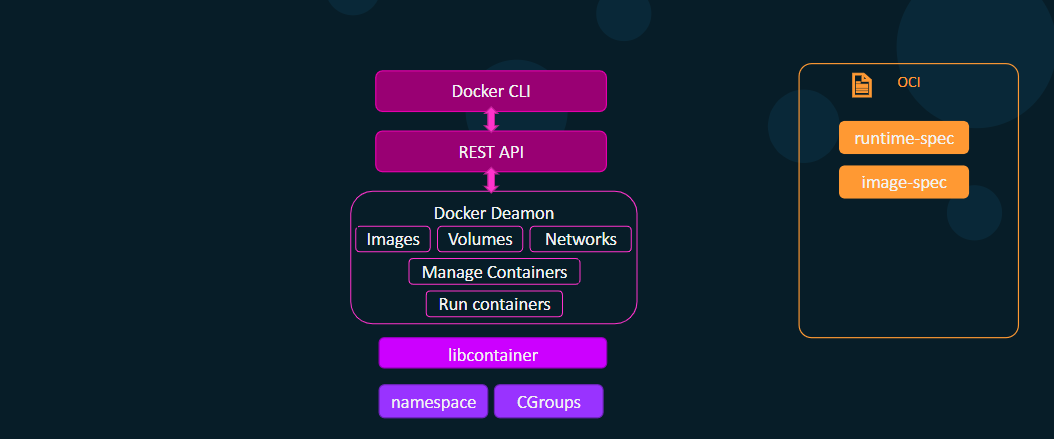 Docker CLI
REST API
Docker Deamon
Images Volumes Networks
Manage Containers
Run containers
libcontainer
namespace CGroups
OCI
runtime-spec
image-spec